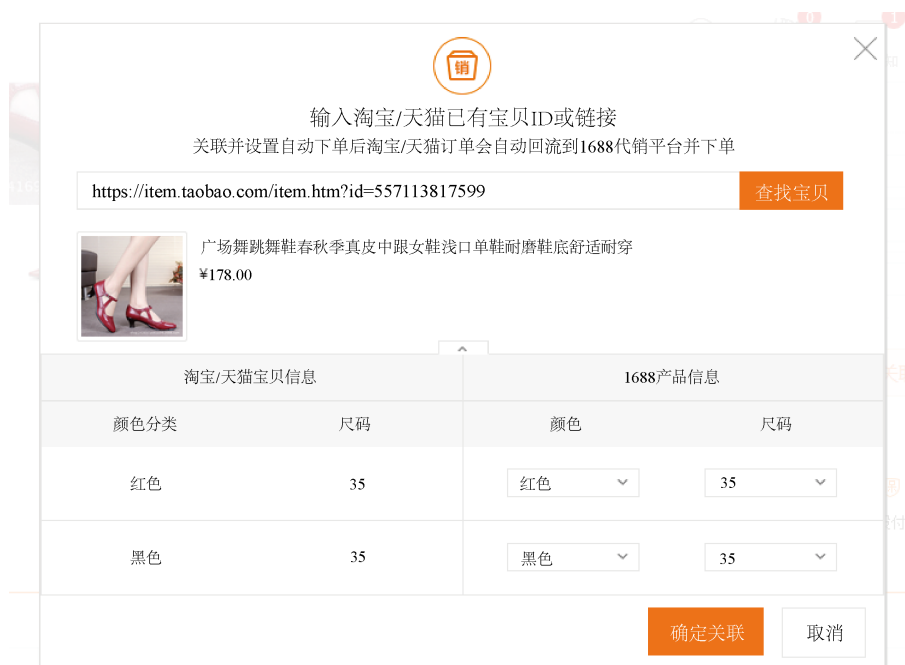 销
输入淘宝/天猫已有宝贝ID或链接
关联并设置自动下单后淘宝/天猫订单会自动回流到1688代销平台并下单
https://item.taobao.com/item.htm?id=557113817599 查找宝贝
广场舞跳舞鞋春秋季真皮中跟女鞋浅口单鞋耐磨鞋底舒适耐穿
¥178.00
淘宝/天猫宝贝信息 1688产品信息
颜色分类 尺码 颜色 尺码
红色 35 红色 35
黑色 35 黑色 35
确定关联 取消